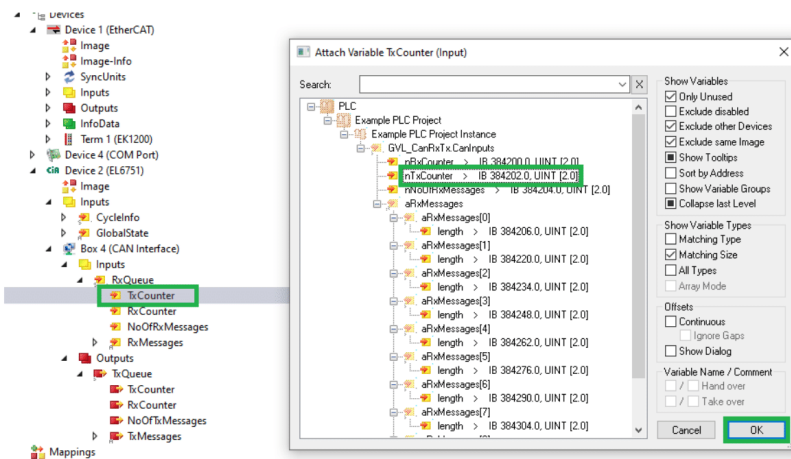 Devices
Device 1 (EtherCAT)
Image
Image-Info
SyncUnits
Inputs
Outputs
InfoData
Term 1 (EK1200)
Device 4 (COM Port)
CiA Device 2 (EL6751)
Image
Inputs
CycleInfo
GlobalState
Box 4 (CAN Interface)
Inputs
RxQueue
TxCounter
RxCounter
NoOfRxMessages
RxMessages
Outputs
TxQueue
TxCounter
RxCounter
NoOfTxMessages
TxMessages
Mappings
Attach Variable TxCounter (Input)
Search:
X
PLC
Example PLC Project
Example PLC Project Instance
GVL_CanRxTx.CanInputs
nRxCounter > IB 384200.0, UINT [2.0]
nTxCounter > IB 384202.0, UINT [2.0]
nNoOfRxMessages > IB 384204.0, UINT [2.0]
aRxMessages
aRxMessages[0]
length > IB 384206.0, UINT [2.0]
aRxMessages[1]
length > IB 384220.0, UINT [2.0]
aRxMessages[2]
length > IB 384234.0, UINT [2.0]
aRxMessages[3]
length > IB 384248.0, UINT [2.0]
aRxMessages[4]
length > IB 384262.0, UINT [2.0]
aRxMessages[5]
length > IB 384276.0, UINT [2.0]
aRxMessages[6]
length > IB 384290.0, UINT [2.0]
aRxMessages[7]
length > IB 384304.0, UINT [2.0]
Show Variables
Only Unused
Exclude disabled
Exclude other Devices
Exclude same Image
Show Tooltips
Sort by Address
Show Variable Groups
Collapse last Level
Show Variable Types
Matching Type
Matching Size
All Types
Array Mode
Offsets
Continuous
Ignore Gaps
Show Dialog
Variable Name / Comment
/ Hand over
/ Take over
Cancel
OK